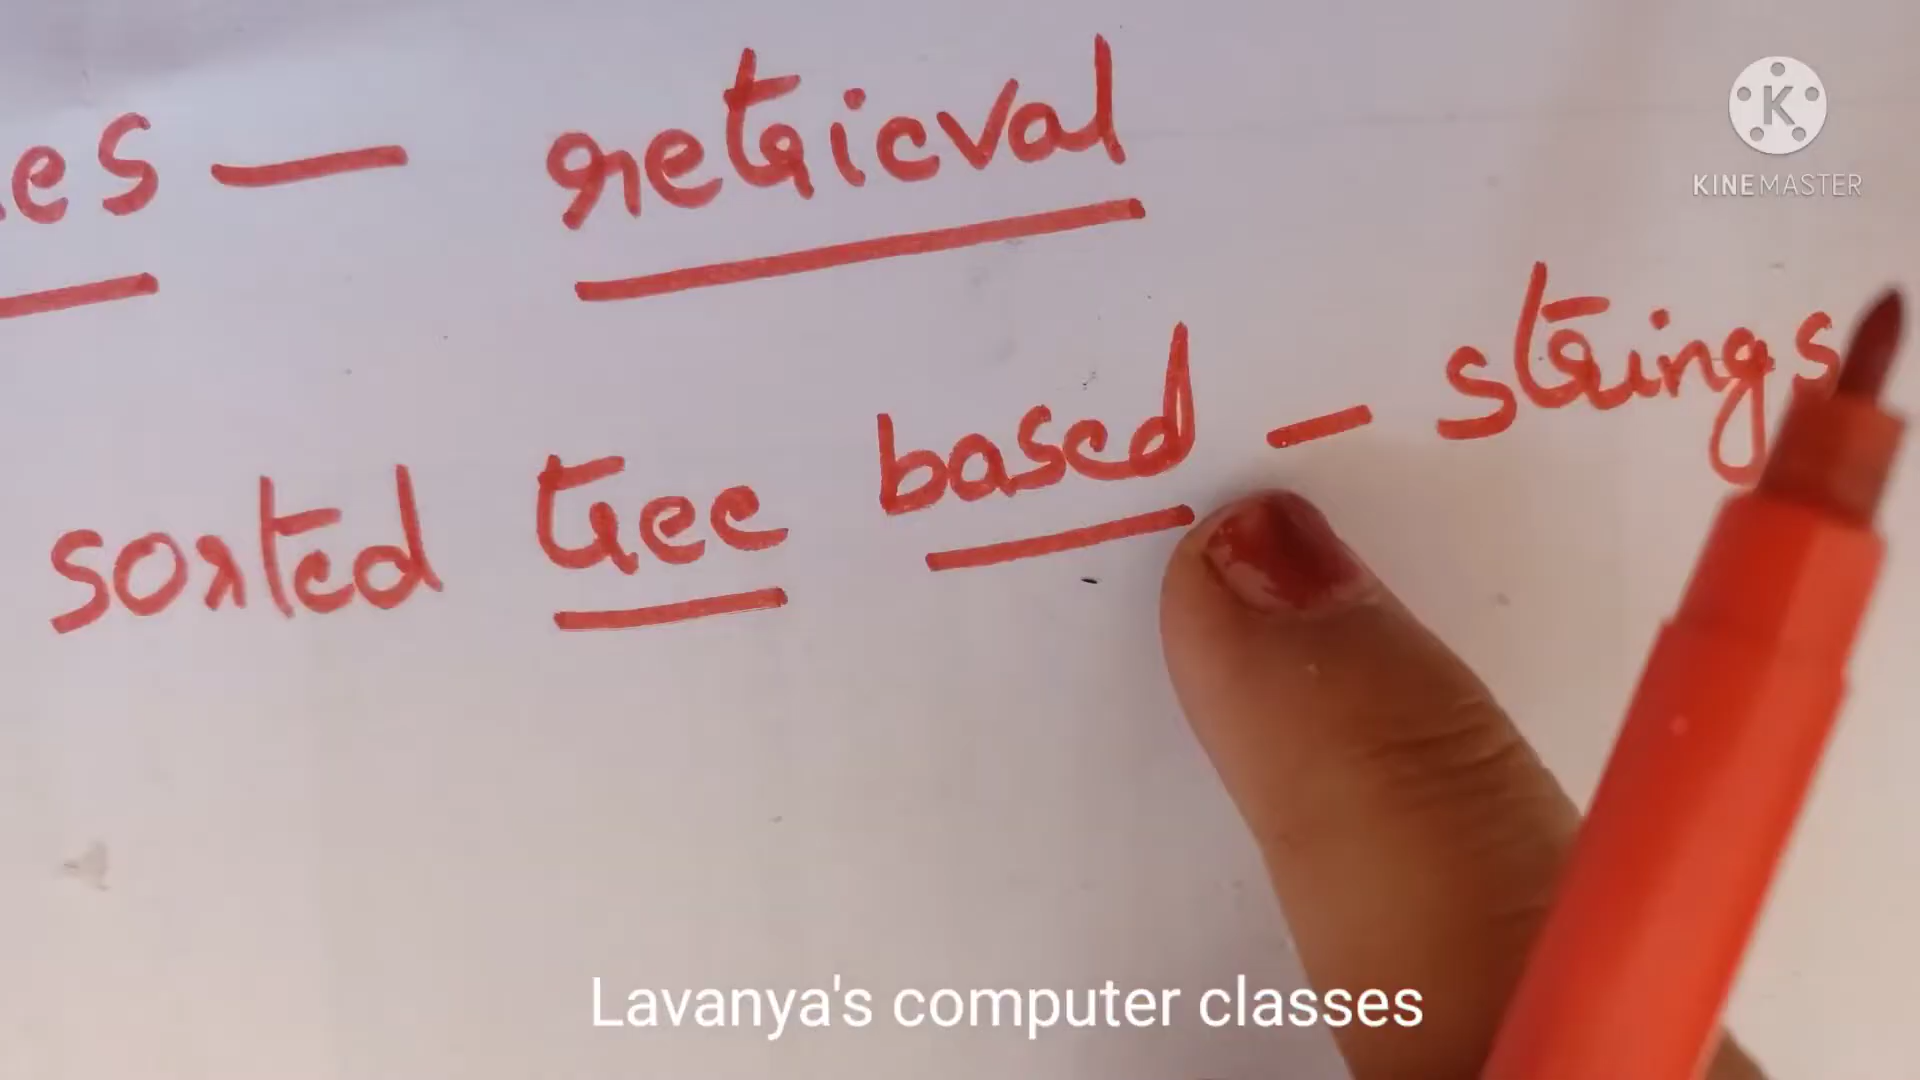 es — retrieval
KINEMASTER
sorted tree based – strings
Lavanya's computer classes